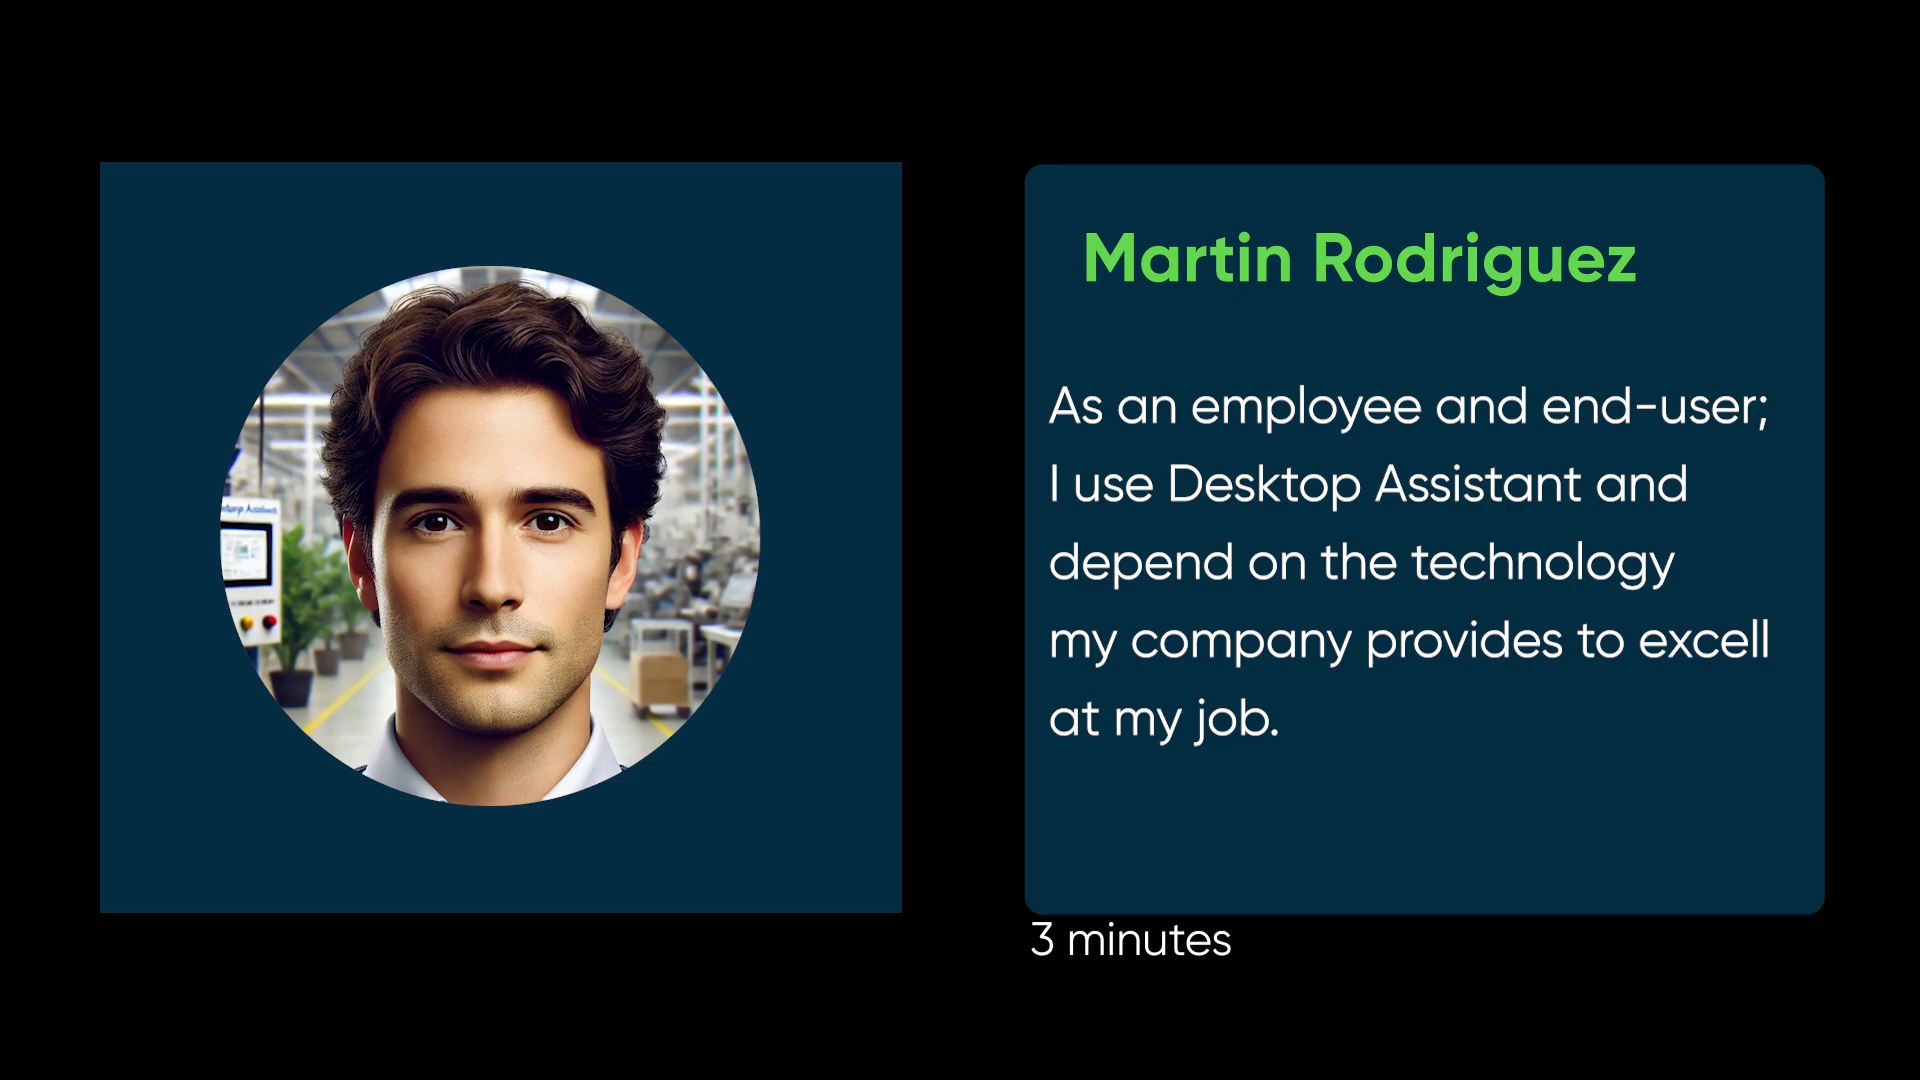 Martin Rodriguez
As an employee and end-user;
I use Desktop Assistant and
depend on the technology
my company provides to excell
at my job.
3 minutes